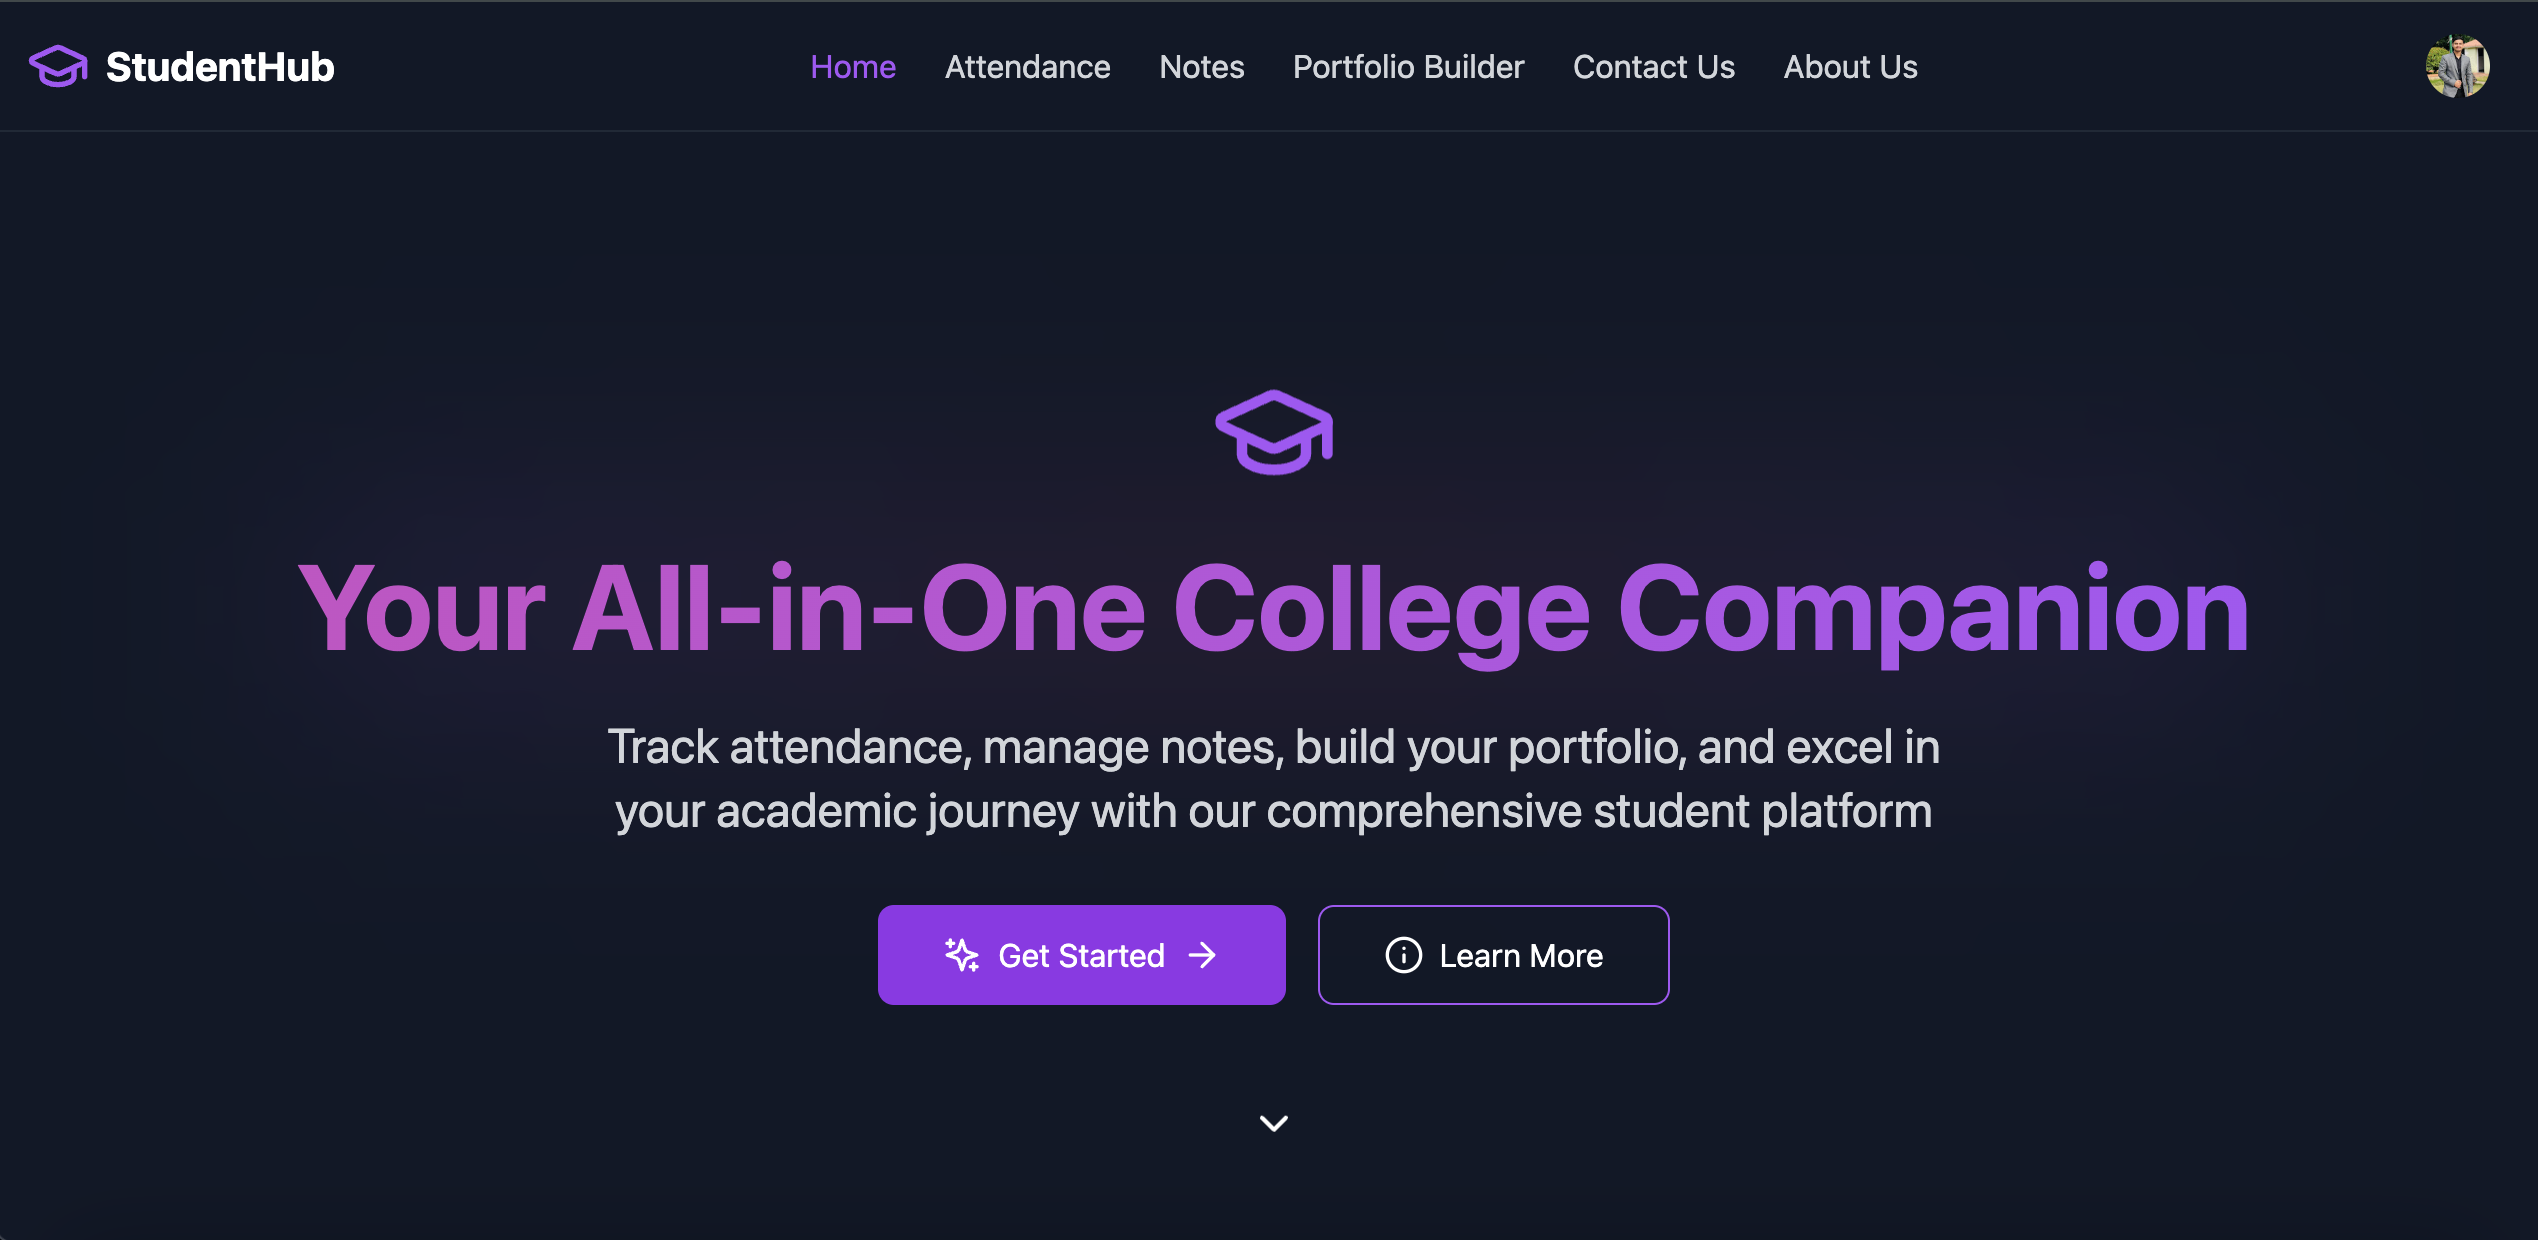 StudentHub
Home
Attendance
Notes
Portfolio Builder
Contact Us
About Us
Your All-in-One College Companion
Track attendance, manage notes, build your portfolio, and excel in
your academic journey with our comprehensive student platform
Get Started
Learn More